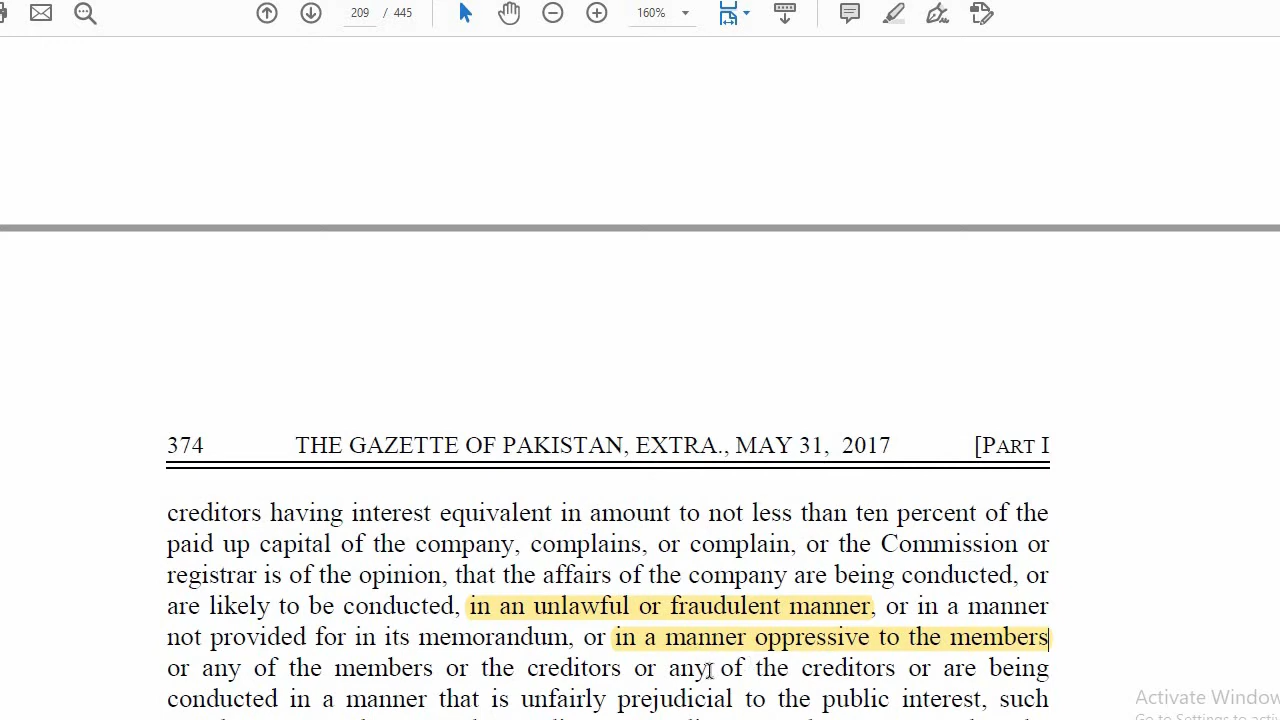 209 / 445 160%
374 THE GAZETTE OF PAKISTAN, EXTRA., MAY 31, 2017 [PART I
creditors having interest equivalent in amount to not less than ten percent of the
paid up capital of the company, complains, or complain, or the Commission or
registrar is of the opinion, that the affairs of the company are being conducted, or
are likely to be conducted, in an unlawful or fraudulent manner, or in a manner
not provided for in its memorandum, or in a manner oppressive to the members
or any of the members or the creditors or any of the creditors or are being
conducted in a manner that is unfairly prejudicial to the public interest, such
Activate Window